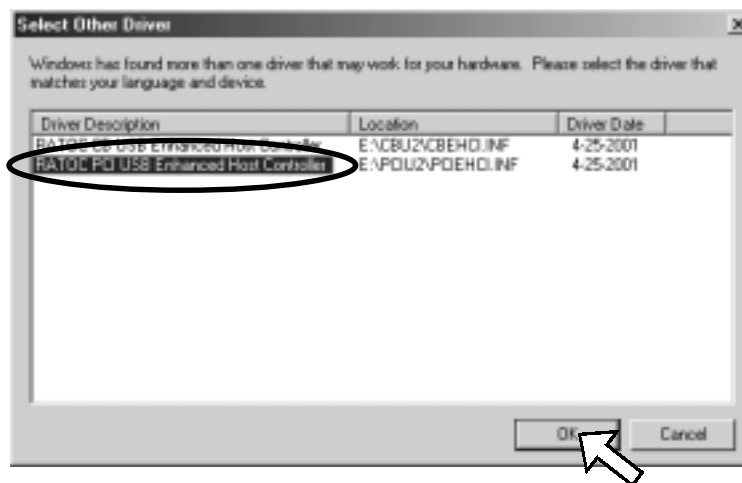 Select Other Driver
Windows has found more than one driver that may work for your hardware. Please select the driver that
matches your language and device.
Driver Description Location Driver Date
RATOC CB USB Enhanced Host Controller E:\CBU2\CBEHCI.INF 4-25-2001
RATOC PCI USB Enhanced Host Controller E:\PCIU2\PCIEHCI.INF 4-25-2001
OK Cancel